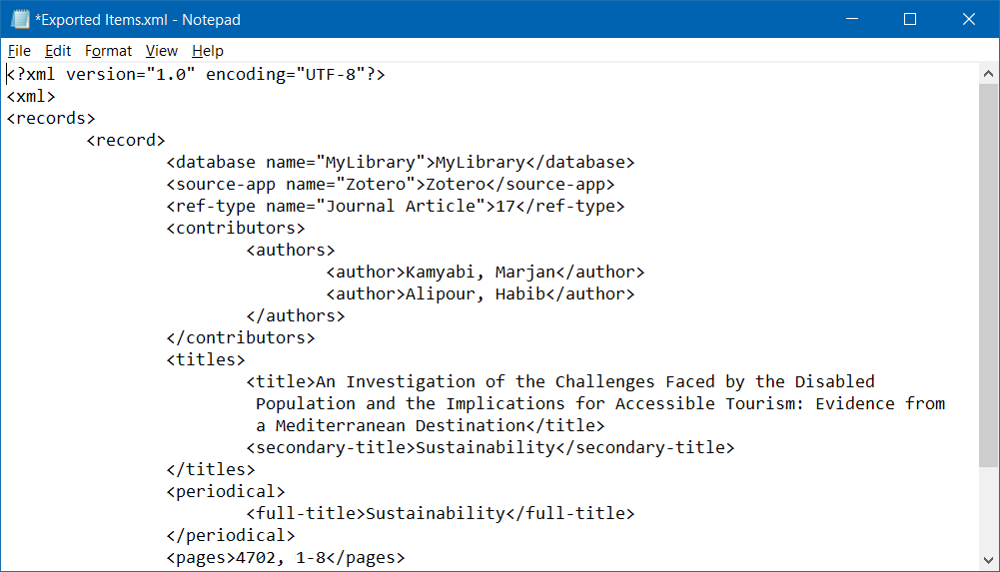 *Exported Items.xml - Notepad
File Edit Format View Help
<?xml version="1.0" encoding="UTF-8"?>
<xml>
<records>
<record>
<database name="MyLibrary">MyLibrary</database>
<source-app name="Zotero">Zotero</source-app>
<ref-type name="Journal Article">17</ref-type>
<contributors>
<authors>
<author>Kamyabi, Marjan</author>
<author>Alipour, Habib</author>
</authors>
</contributors>
<titles>
<title>An Investigation of the Challenges Faced by the Disabled
Population and the Implications for Accessible Tourism: Evidence from
a Mediterranean Destination</title>
<secondary-title>Sustainability</secondary-title>
</titles>
<periodical>
<full-title>Sustainability</full-title>
</periodical>
<pages>4702, 1-8</pages>